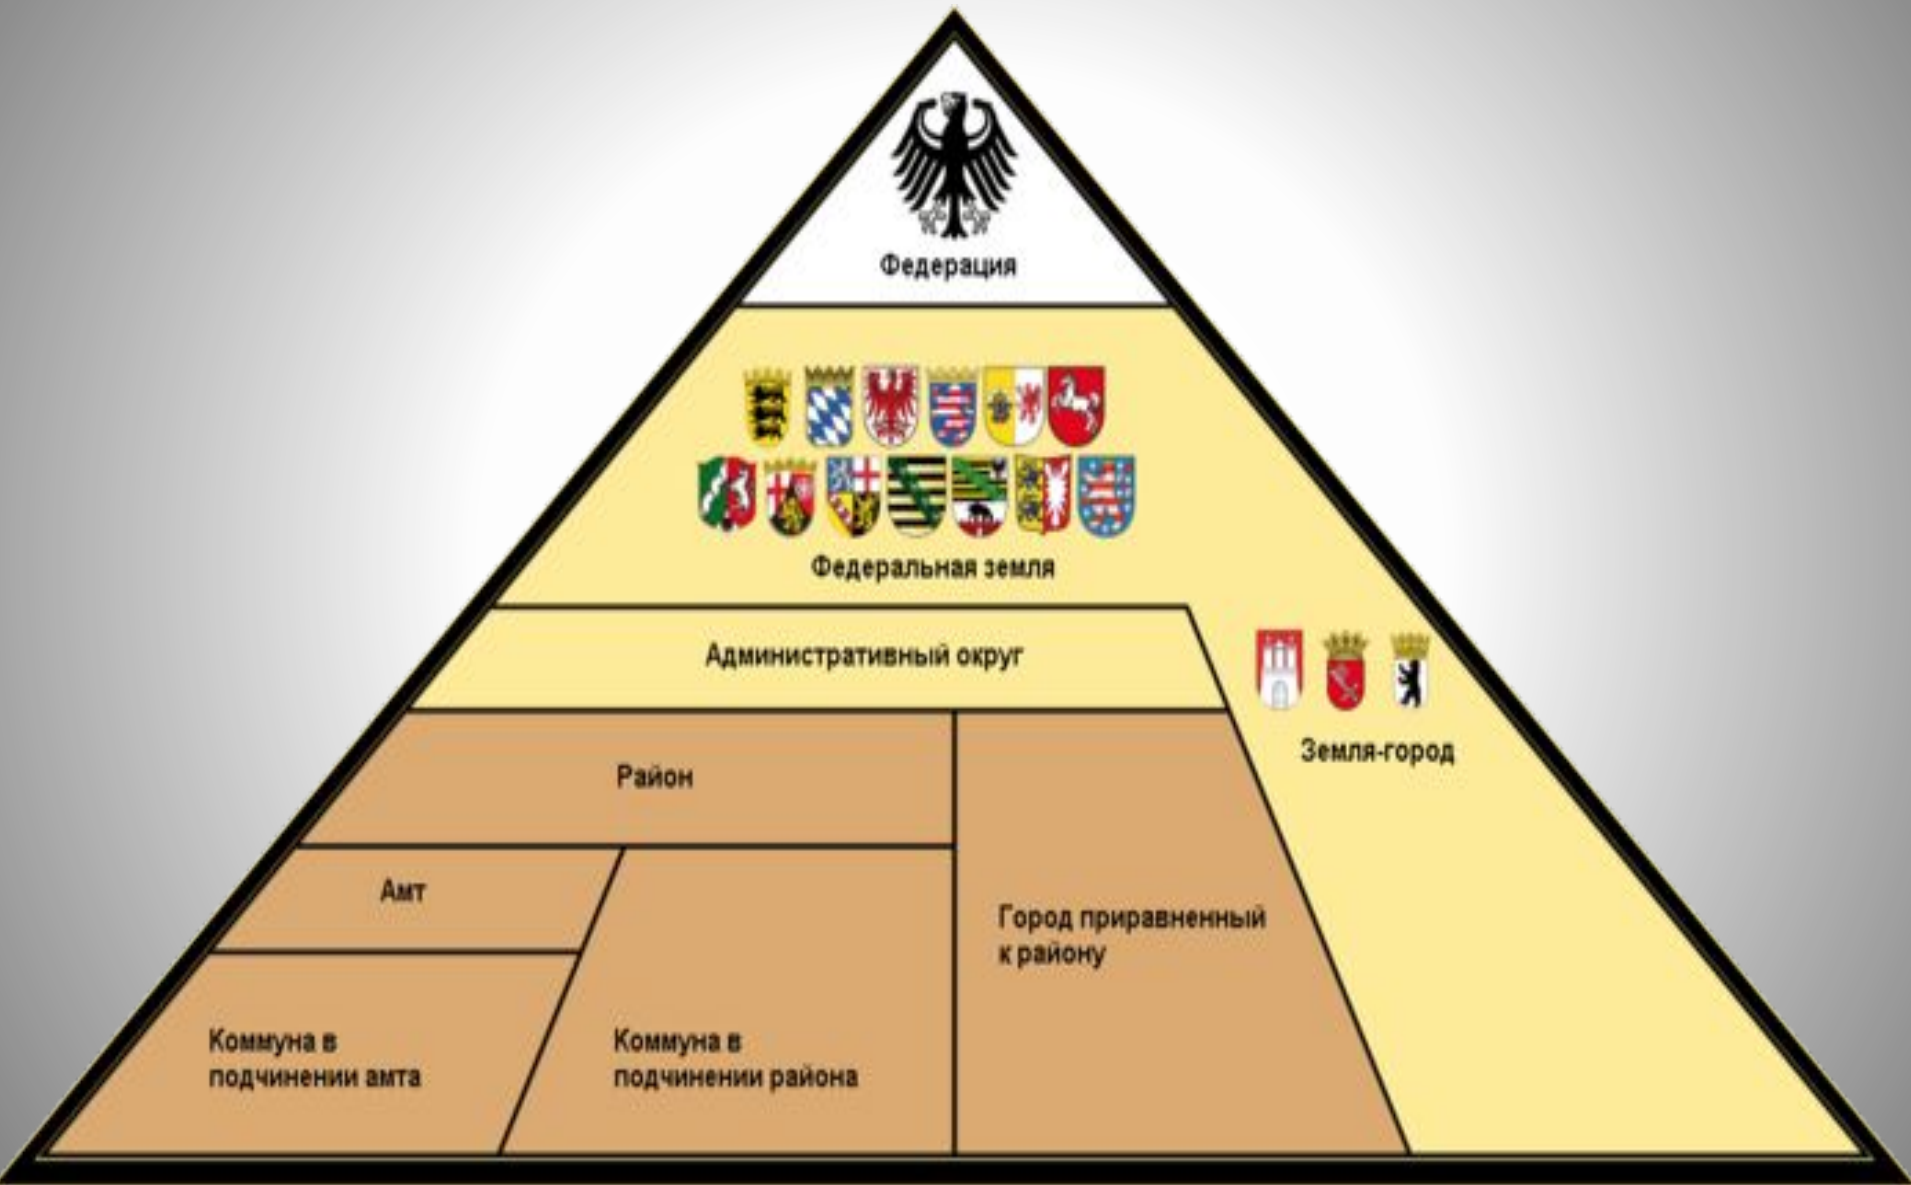 Федерация
Федеральная земля
Административный округ
Земля-город
Район
Амт
Город приравненный
к району
Коммуна в
подчинении амта
Коммуна в
подчинении района